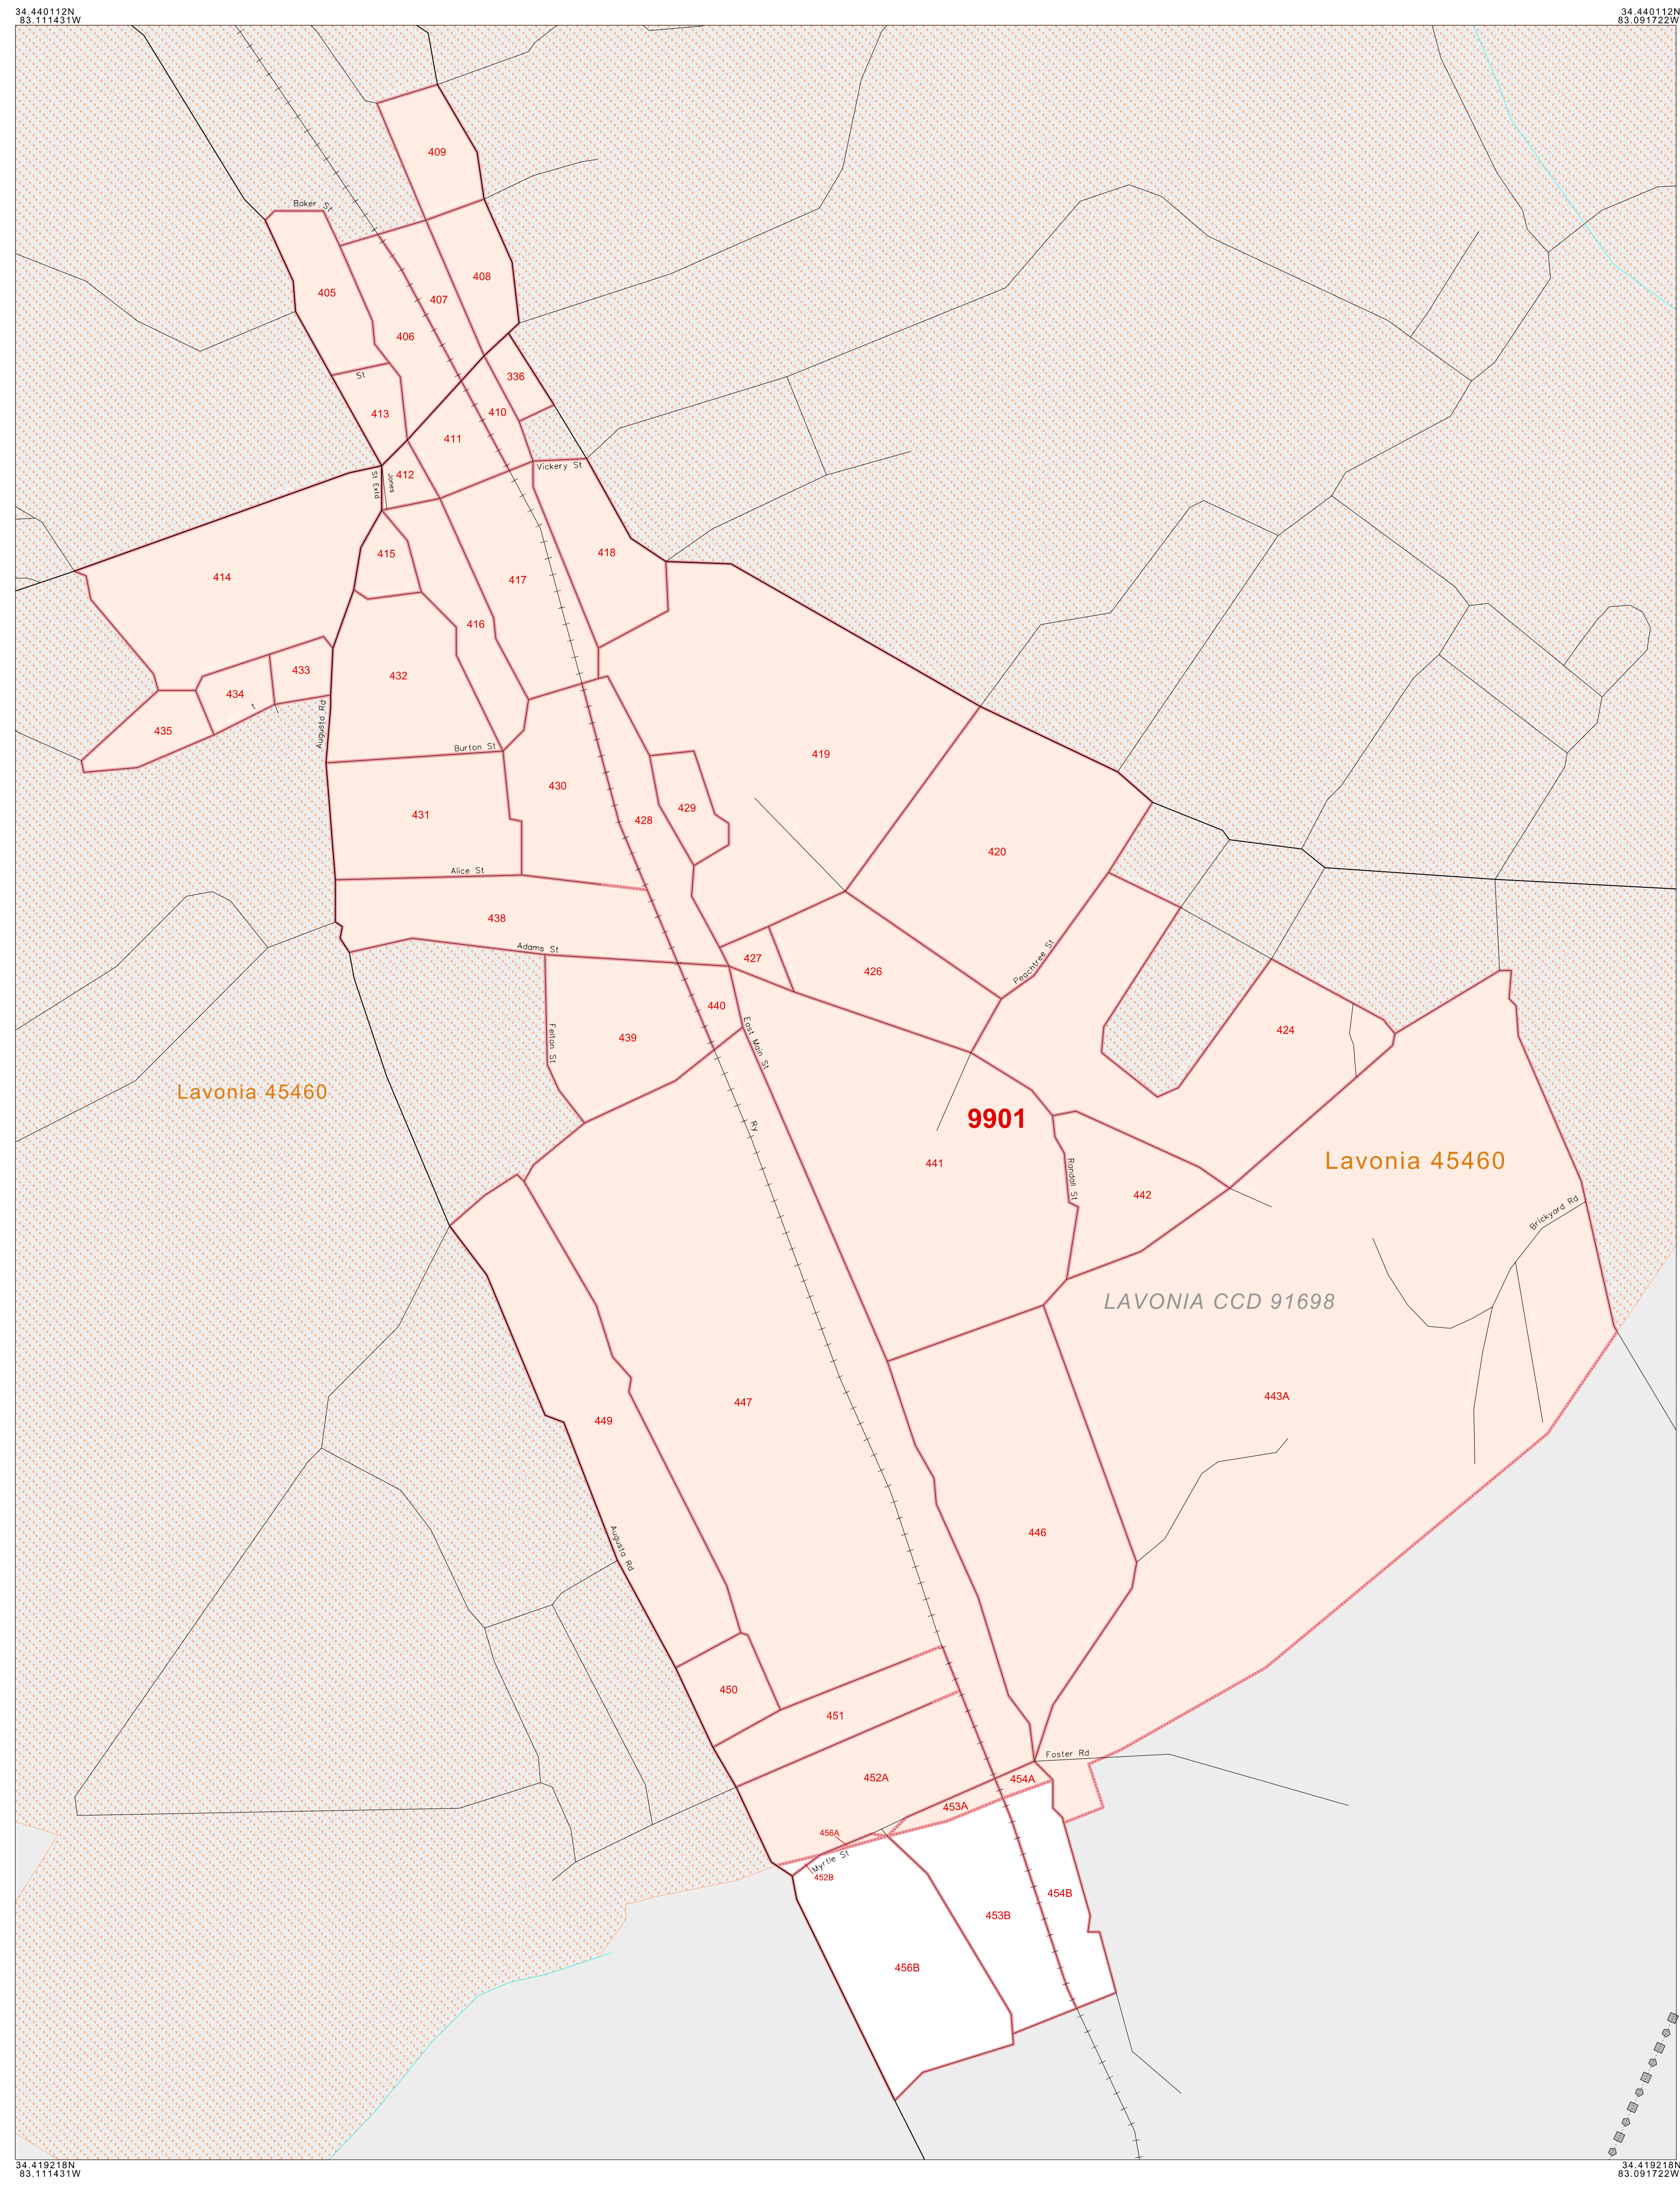 34.440112N
83.111431W
34.440112N
83.091722W
409
Baker St
408
405
407
406
336
St
413
410
411
Vickery St
412
St Extd
Jones
415
418
414
417
416
433
432
434
t
435
Augusta Rd
Burton St
419
430
429
428
431
420
Alice St
438
Adams St
427
426
Peachtree St
440
424
East Main St
Felton St
439
Lavonia 45460
9901
Ry
441
Lavonia 45460
Randall St
442
Brickyard Rd
LAVONIA CCD 91698
443A
447
449
446
Augusta Rd
450
451
Foster Rd
452A
454A
453A
456A
Myrtle St
452B
454B
453B
456B
34.419218N
83.111431W
34.419218N
83.091722W